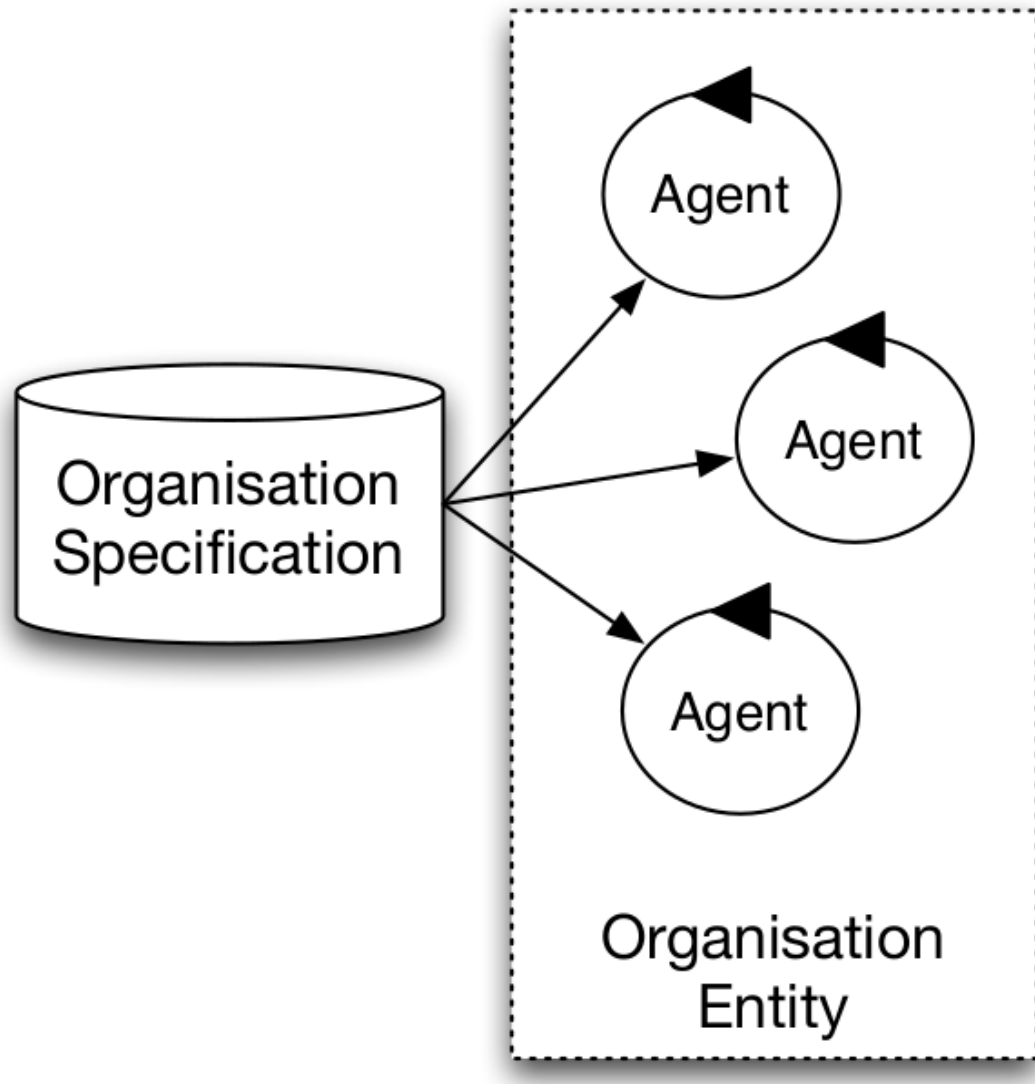 Agent
Agent
Organisation
Specification
Agent
Organisation
Entity